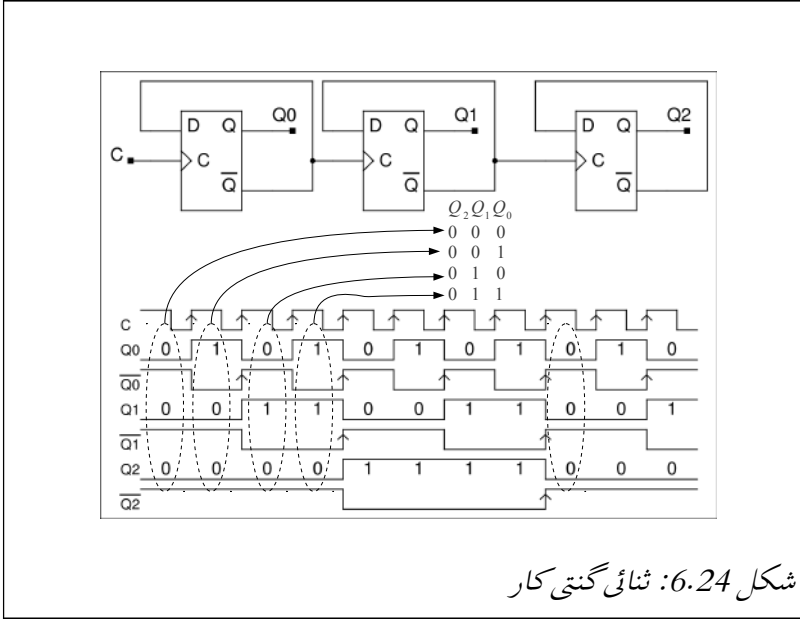 Q0 Q1 Q2
D Q D Q D Q
C C C C
Q̅ Q̅ Q̅
Q₂ Q₁ Q₀
0 0 0
0 0 1
0 1 0
0 1 1
C
Q0 0 1 0 1 0 1 0 1 0 1 0
Q̅0̅
Q1 0 0 1 1 0 0 1 1 0 0 1
Q̅1̅
Q2 0 0 0 0 1 1 1 1 0 0 0
Q̅2̅
شکل 6.24: ثنائی گنتی کار